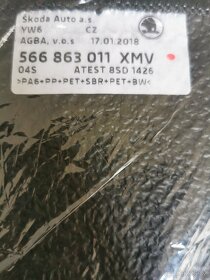 Škoda Auto a.s
YW6 CZ
AGBA, v.o.s 17.01.2018
566 863 011 XMV
04S ATEST 8SD 1426
>PA6+PP+PET+SBR+PET+BW<